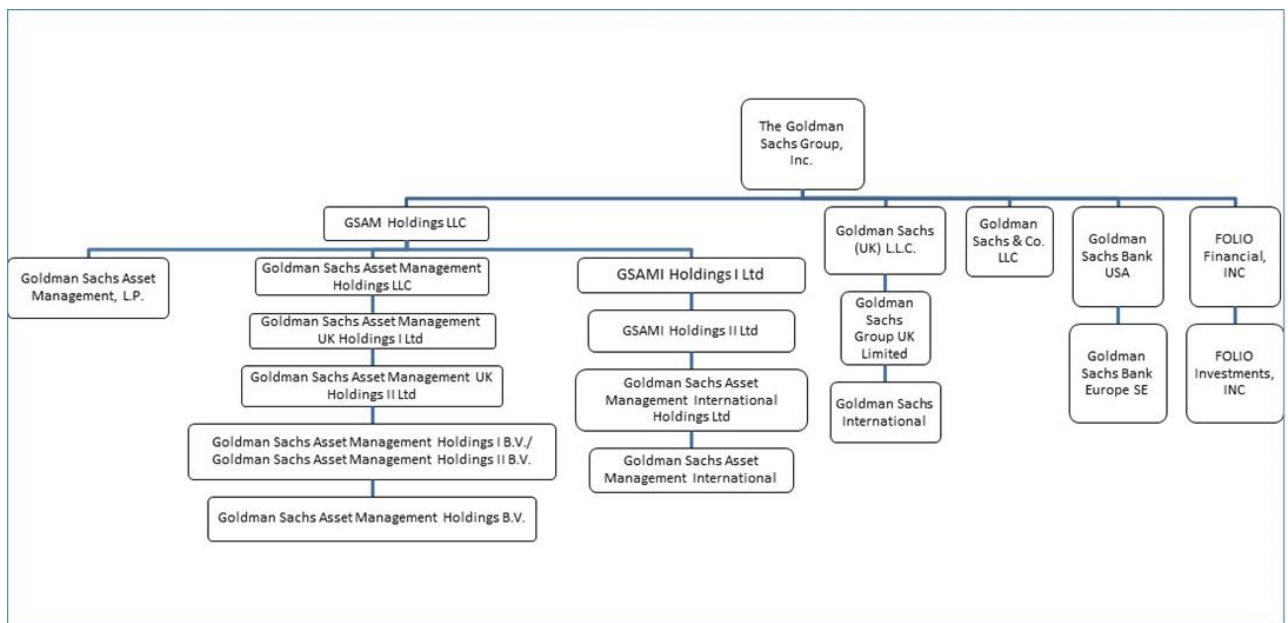 The Goldman
Sachs Group,
Inc.
GSAM Holdings LLC
Goldman Sachs
(UK) L.L.C.
Goldman
Sachs & Co.
LLC
Goldman
Sachs Bank
USA
FOLIO
Financial,
INC
Goldman Sachs Asset
Management, L.P.
Goldman Sachs Asset Management
Holdings LLC
GSAMI Holdings I Ltd
Goldman Sachs Asset Management
UK Holdings I Ltd
GSAMI Holdings II Ltd
Goldman
Sachs
Group UK
Limited
Goldman
Sachs Bank
Europe SE
FOLIO
Investments,
INC
Goldman Sachs Asset Management UK
Holdings II Ltd
Goldman Sachs Asset
Management International
Holdings Ltd
Goldman Sachs
International
Goldman Sachs Asset Management Holdings I B.V./
Goldman Sachs Asset Management Holdings II B.V.
Goldman Sachs Asset
Management International
Goldman Sachs Asset Management Holdings B.V.